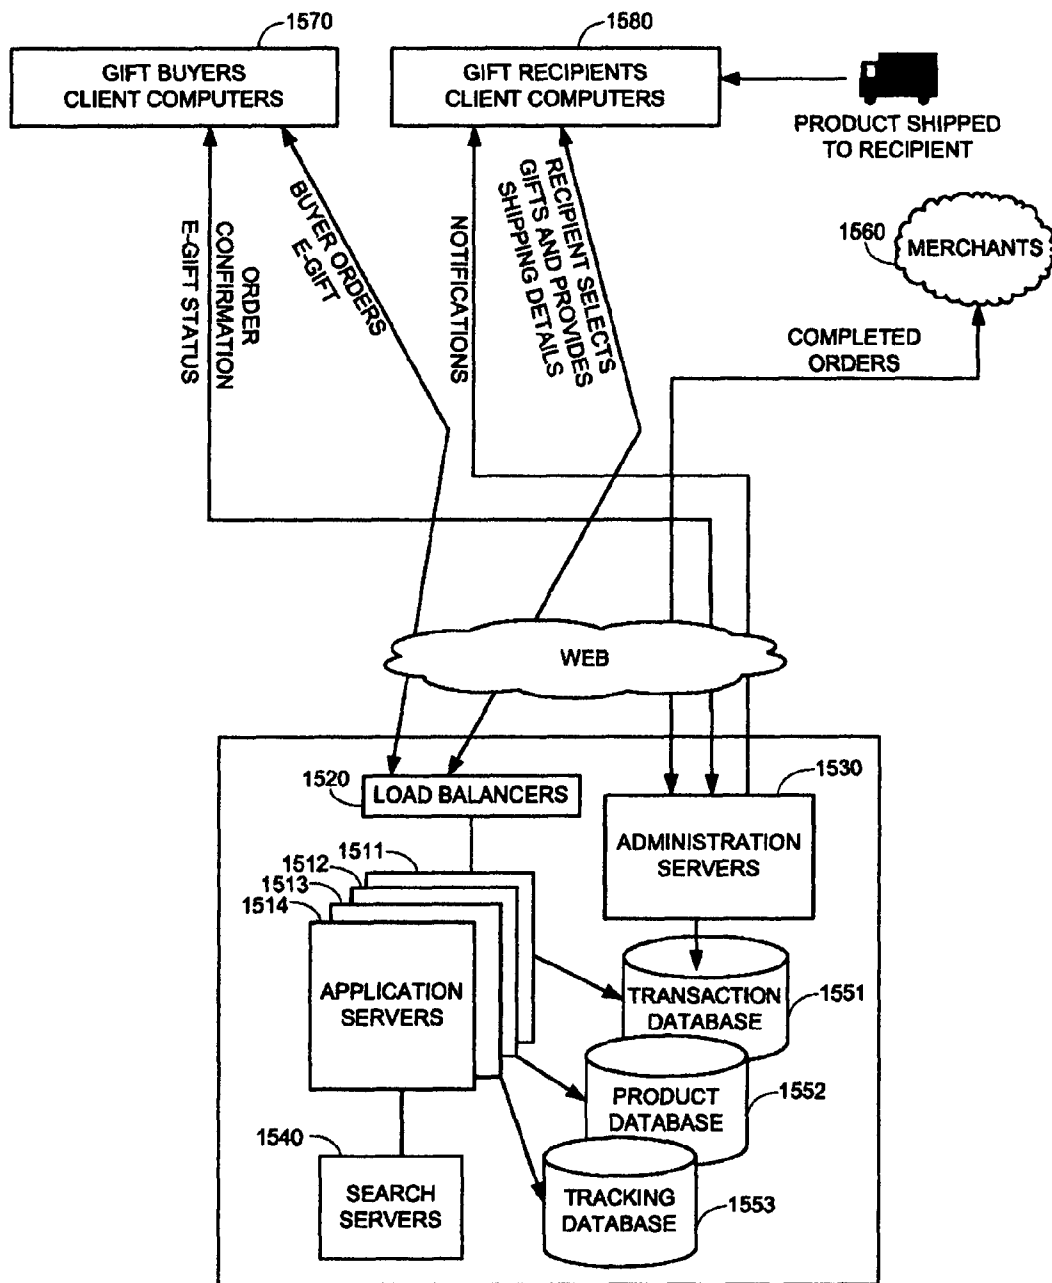 1570
GIFT BUYERS
CLIENT COMPUTERS
1580
GIFT RECIPIENTS
CLIENT COMPUTERS
PRODUCT SHIPPED
TO RECIPIENT
1560
MERCHANTS
COMPLETED
ORDERS
ORDER
CONFIRMATION
E-GIFT STATUS
BUYER ORDERS
E-GIFT
NOTIFICATIONS
RECIPIENT SELECTS
GIFTS AND PROVIDES
SHIPPING DETAILS
WEB
1520
LOAD BALANCERS
1530
ADMINISTRATION
SERVERS
1511
1512
1513
1514
APPLICATION
SERVERS
TRANSACTION
DATABASE
1551
PRODUCT
DATABASE
1552
1540
SEARCH
SERVERS
TRACKING
DATABASE
1553